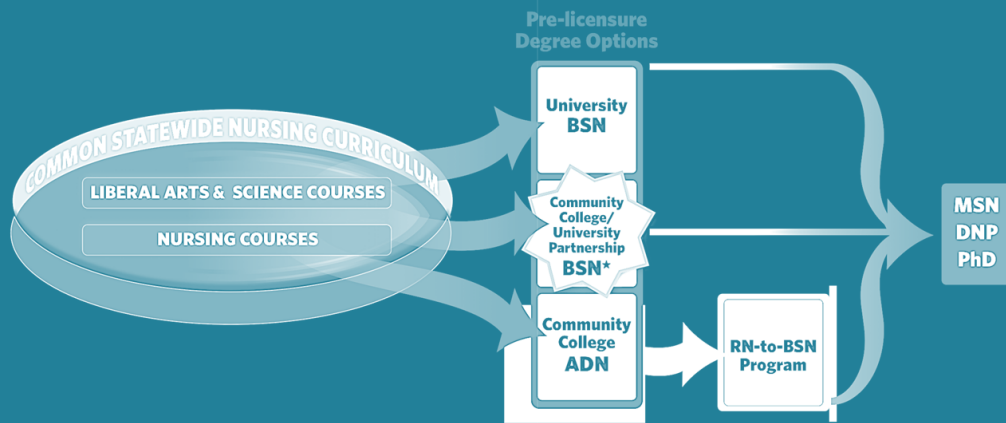 Pre-licensure
Degree Options
COMMON STATEWIDE NURSING CURRICULUM
LIBERAL ARTS & SCIENCE COURSES
NURSING COURSES
University
BSN
Community
College/
University
Partnership
BSN★
Community
College
ADN
RN-to-BSN
Program
MSN
DNP
PhD